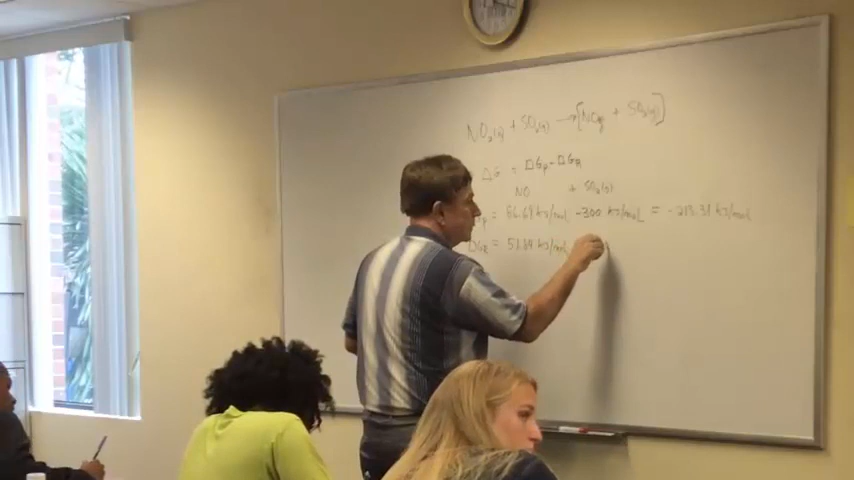 NO₂(g) + SO₂(g) → [NO(g) + SO₃(g)]
ΔG = ΔGp - ΔGR
NO + SO₃(g)
= 86.69 kJ/mol -300 kJ/mol = -213.31 kJ/mol
ΔGR = 51.84 kJ/mol